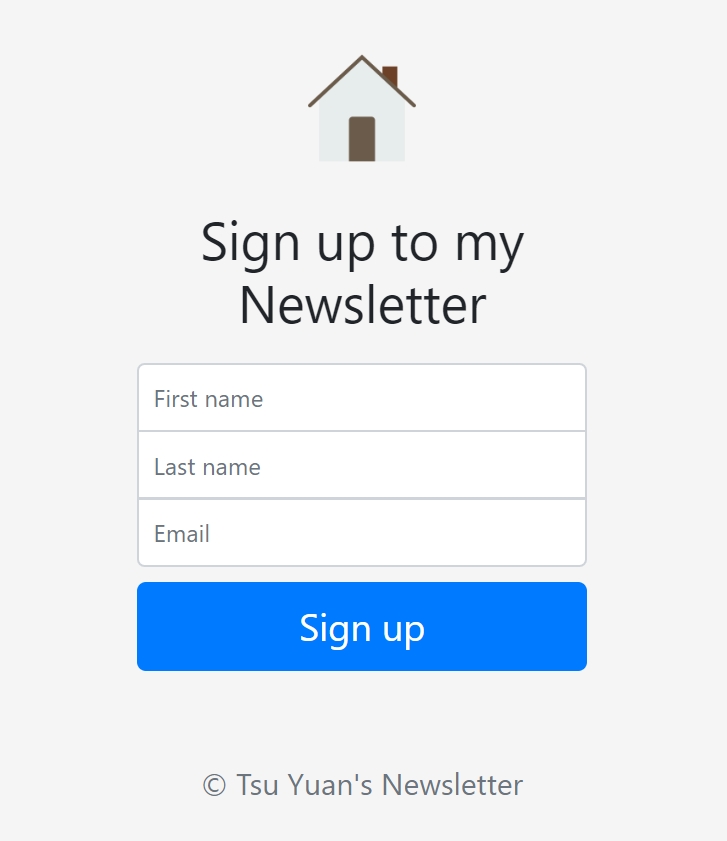 Sign up to my
Newsletter
First name
Last name
Email
Sign up
© Tsu Yuan's Newsletter